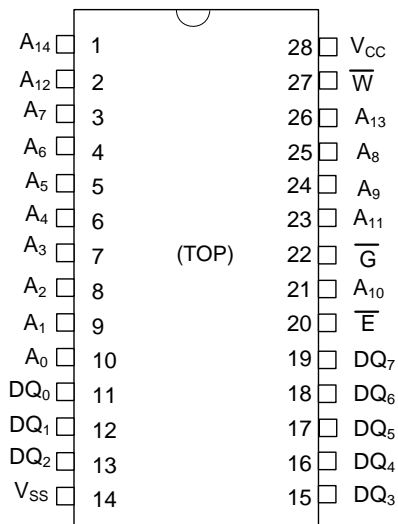 A₁₄ 1 28 V_CC
A₁₂ 2 27 W̅
A₇ 3 26 A₁₃
A₆ 4 25 A₈
A₅ 5 24 A₉
A₄ 6 23 A₁₁
A₃ 7 (TOP) 22 G̅
A₂ 8 21 A₁₀
A₁ 9 20 E̅
A₀ 10 19 DQ₇
DQ₀ 11 18 DQ₆
DQ₁ 12 17 DQ₅
DQ₂ 13 16 DQ₄
V_SS 14 15 DQ₃